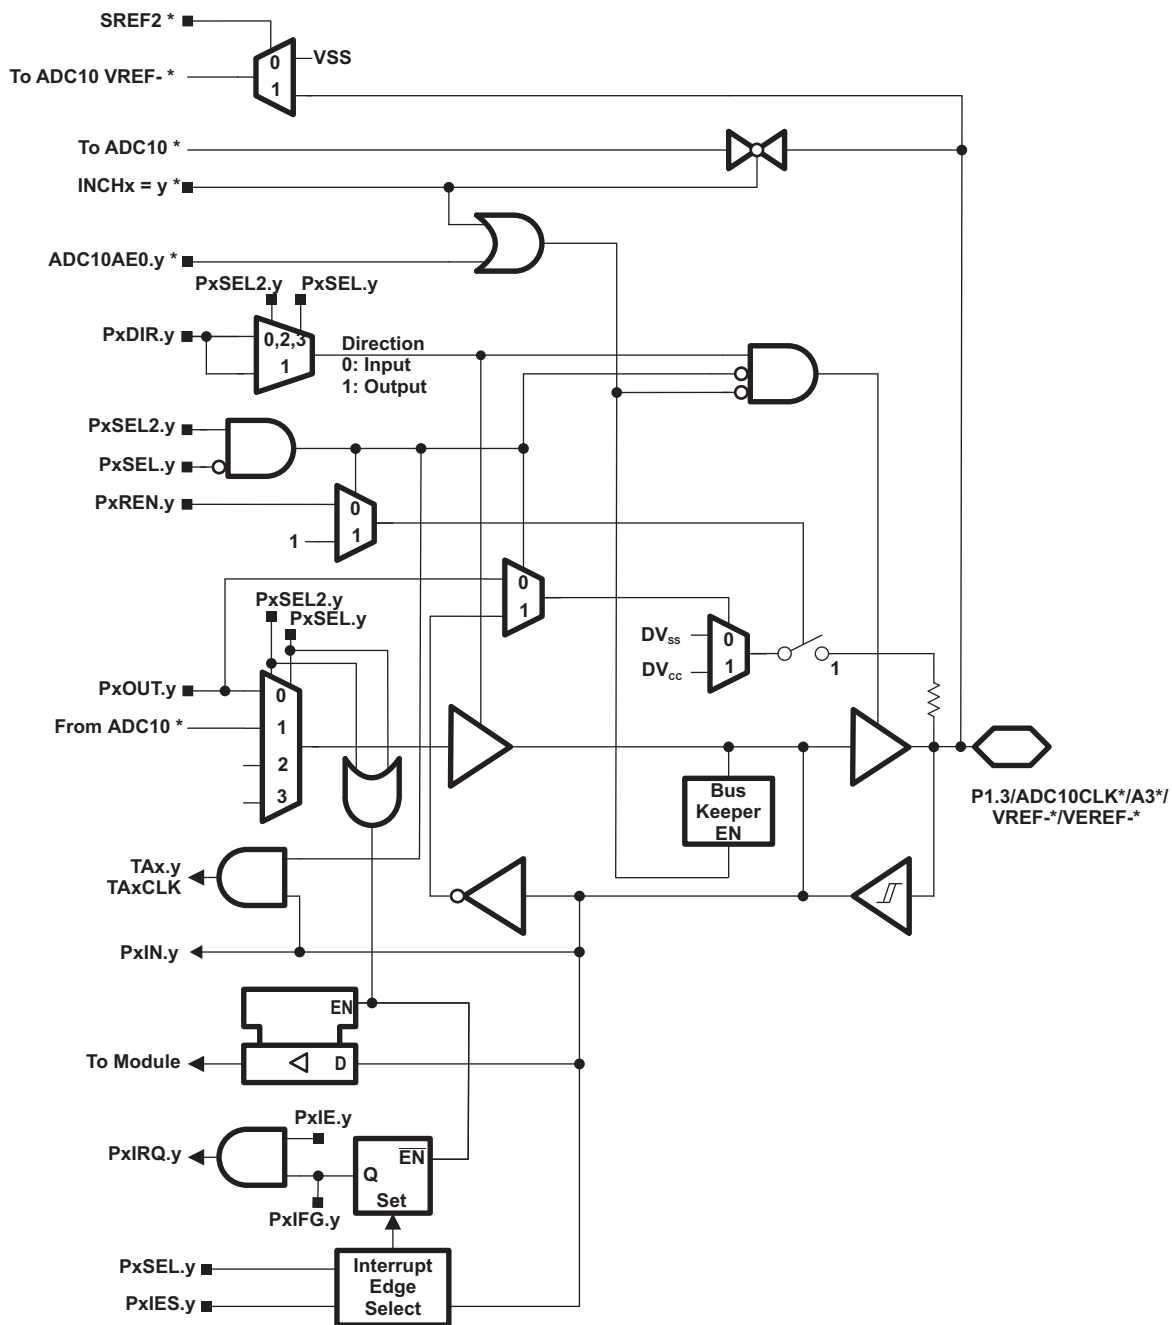 SREF2 *
0
VSS
To ADC10 VREF- *
1
To ADC10 *
INCHx = y *
ADC10AE0.y *
PxSEL2.y
PxSEL.y
PxDIR.y
0,2,3
1
Direction
0: Input
1: Output
PxSEL2.y
PxSEL.y
PxREN.y
0
1
1
0
1
PxSEL2.y
PxSEL.y
DVSS
0
DVCC
1
1
PxOUT.y
0
From ADC10 *
1
2
3
Bus
Keeper
EN
P1.3/ADC10CLK*/A3*/
VREF-*/VEREF-*
TAx.y
TAxCLK
PxIN.y
EN
To Module
D
PxIE.y
PxIRQ.y
EN
Q
Set
PxIFG.y
PxSEL.y
PxIES.y
Interrupt
Edge
Select